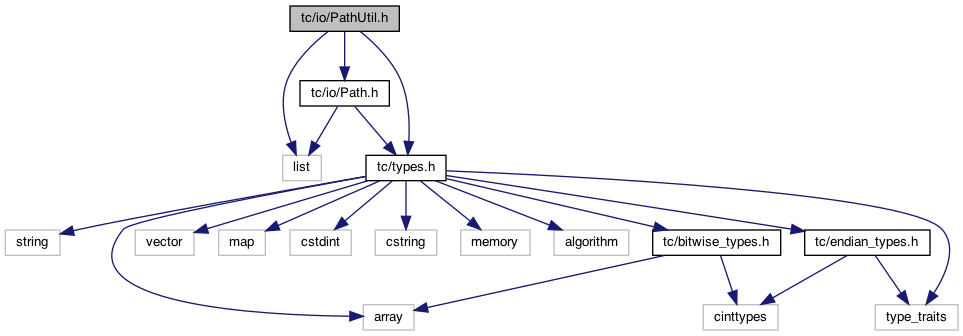 tc/io/PathUtil.h
tc/io/Path.h
list
tc/types.h
string
vector
map
cstdint
cstring
memory
algorithm
tc/bitwise_types.h
tc/endian_types.h
array
cinttypes
type_traits